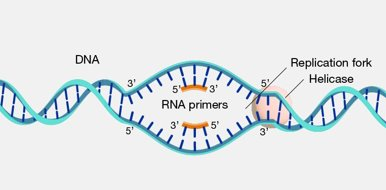 DNA
Replication fork
Helicase
3'
5'
5' 3'
RNA primers
3' 5'
5'
3'